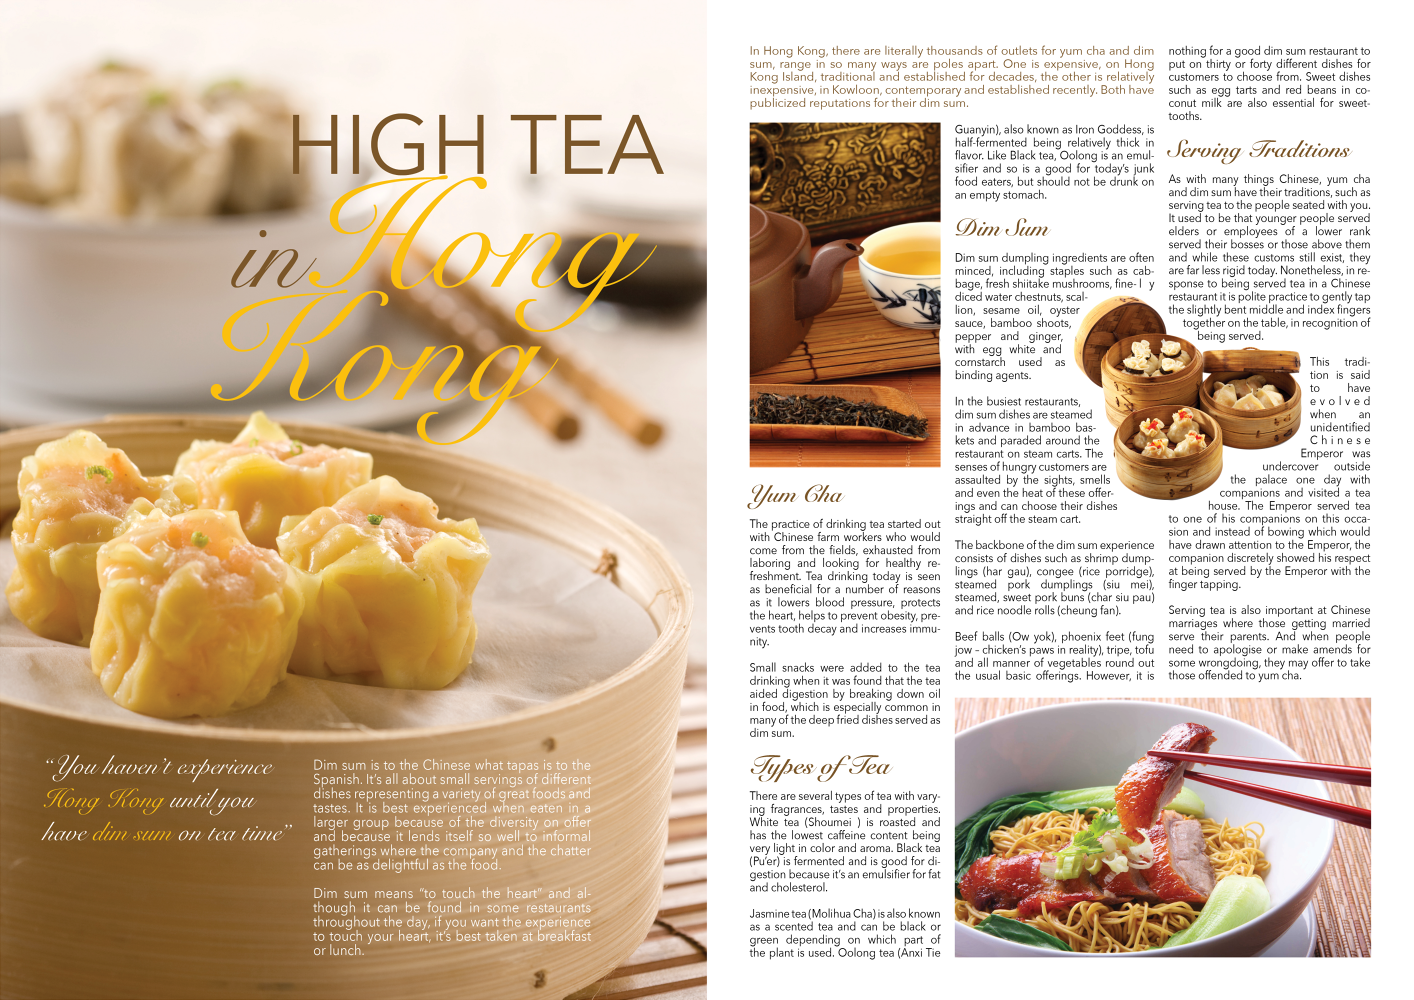 HIGH TEA
in Hong
Kong
“You haven’t experience
Hong Kong until you
have dim sum on tea time”
Dim sum is to the Chinese what tapas is to the
Spanish. It’s all about small servings of different
dishes representing a variety of great foods and
tastes. It is best experienced when eaten in a
larger group because of the diversity on offer
and because it lends itself so well to informal
gatherings where the company and the chatter
can be as delightful as the food.
Dim sum means “to touch the heart” and al-
though it can be found in some restaurants
throughout the day, if you want the experience
to touch your heart, it’s best taken at breakfast
or lunch.
In Hong Kong, there are literally thousands of outlets for yum cha and dim
sum, range in so many ways are poles apart. One is expensive, on Hong
Kong Island, traditional and established for decades, the other is relatively
inexpensive, in Kowloon, contemporary and established recently. Both have
publicized reputations for their dim sum.
Yum Cha
The practice of drinking tea started out
with Chinese farm workers who would
come from the fields, exhausted from
laboring and looking for healthy re-
freshment. Tea drinking today is seen
as beneficial for a number of reasons
as it lowers blood pressure, protects
the heart, helps to prevent obesity, pre-
vents tooth decay and increases immu-
nity.
Small snacks were added to the tea
drinking when it was found that the tea
aided digestion by breaking down oil
in food, which is especially common in
many of the deep fried dishes served as
dim sum.
Types of Tea
There are several types of tea with vary-
ing fragrances, tastes and properties.
White tea (Shoumei ) is roasted and
has the lowest caffeine content being
very light in color and aroma. Black tea
(Pu’er) is fermented and is good for di-
gestion because it’s an emulsifier for fat
and cholesterol.
Jasmine tea (Molihua Cha) is also known
as a scented tea and can be black or
green depending on which part of
the plant is used. Oolong tea (Anxi Tie
Guanyin), also known as Iron Goddess, is
half-fermented being relatively thick in
flavor. Like Black tea, Oolong is an emul-
sifier and so is a good for today’s junk
food eaters, but should not be drunk on
an empty stomach.
Dim Sum
Dim sum dumpling ingredients are often
minced, including staples such as cab-
bage, fresh shiitake mushrooms, fine- l y
diced water chestnuts, scal-
lion, sesame oil, oyster
sauce, bamboo shoots,
pepper and ginger,
with egg white and
cornstarch used as
binding agents.
In the busiest restaurants,
dim sum dishes are steamed
in advance in bamboo bas-
kets and paraded around the
restaurant on steam carts. The
senses of hungry customers are
assaulted by the sights, smells
and even the heat of these offer-
ings and can choose their dishes
straight off the steam cart.
The backbone of the dim sum experience
consists of dishes such as shrimp dump-
lings (har gau), congee (rice porridge),
steamed pork dumplings (siu mei),
steamed, sweet pork buns (char siu pau)
and rice noodle rolls (cheung fan).
Beef balls (Ow yok), phoenix feet (fung
jow – chicken’s paws in reality), tripe, tofu
and all manner of vegetables round out
the usual basic offerings. However, it is
nothing for a good dim sum restaurant to
put on thirty or forty different dishes for
customers to choose from. Sweet dishes
such as egg tarts and red beans in co-
conut milk are also essential for sweet-
tooths.
Serving Traditions
As with many things Chinese, yum cha
and dim sum have their traditions, such as
serving tea to the people seated with you.
It used to be that younger people served
elders or employees of a lower rank
served their bosses or those above them
and while these customs still exist, they
are far less rigid today. Nonetheless, in re-
sponse to being served tea in a Chinese
restaurant it is polite practice to gently tap
the slightly bent middle and index fingers
together on the table, in recognition of
being served.
This tradi-
tion is said
to have
evolved
when an
unidentified
Chinese
Emperor was
undercover outside
the palace one day with
companions and visited a tea
house. The Emperor served tea
to one of his companions on this occa-
sion and instead of bowing which would
have drawn attention to the Emperor, the
companion discretely showed his respect
at being served by the Emperor with the
finger tapping.
Serving tea is also important at Chinese
marriages where those getting married
serve their parents. And when people
need to apologise or make amends for
some wrongdoing, they may offer to take
those offended to yum cha.